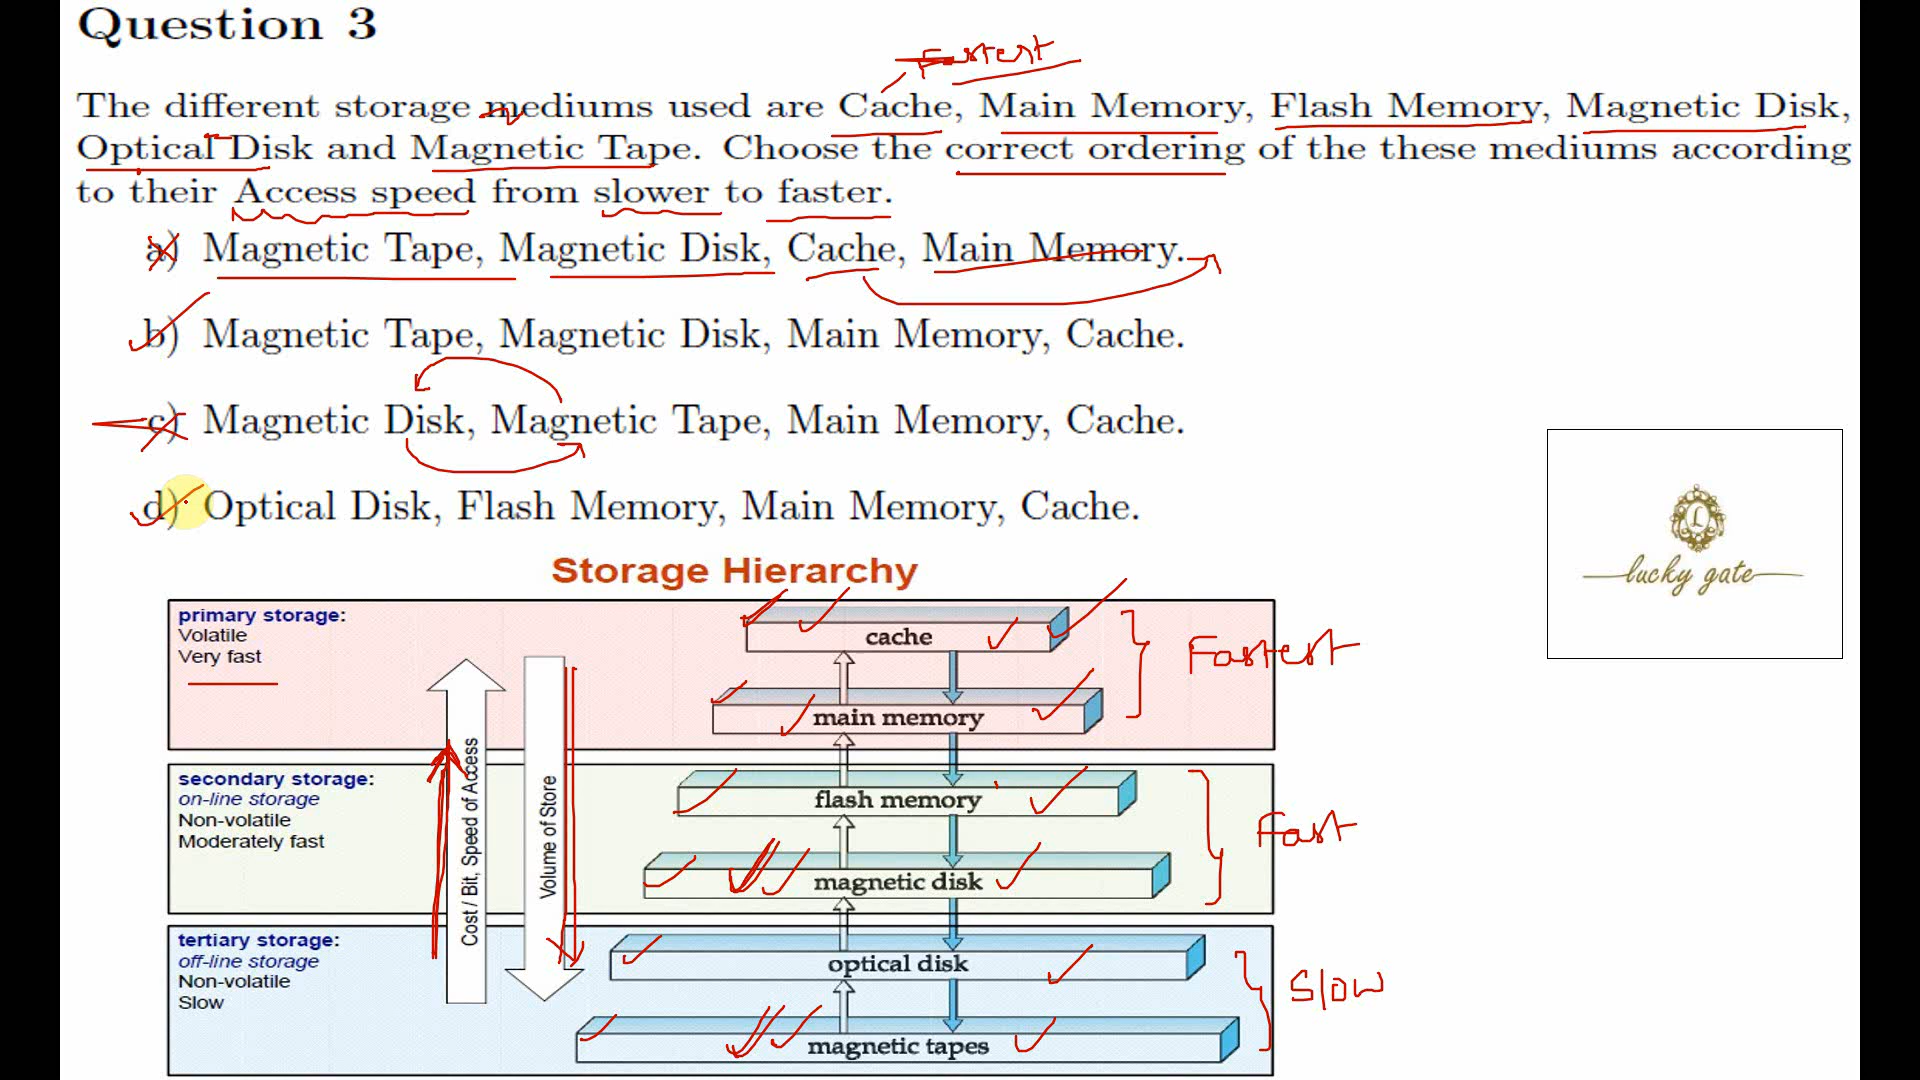 Question 3
Fastest
The different storage mediums used are Cache, Main Memory, Flash Memory, Magnetic Disk,
Optical Disk and Magnetic Tape. Choose the correct ordering of the these mediums according
to their Access speed from slower to faster.
a) Magnetic Tape, Magnetic Disk, Cache, Main Memory.
b) Magnetic Tape, Magnetic Disk, Main Memory, Cache.
c) Magnetic Disk, Magnetic Tape, Main Memory, Cache.
d) Optical Disk, Flash Memory, Main Memory, Cache.
L
lucky gate
Storage Hierarchy
primary storage:
Volatile
Very fast
cache
main memory
Fastest
Cost / Bit, Speed of Access
Volume of Store
secondary storage:
on-line storage
Non-volatile
Moderately fast
flash memory
magnetic disk
Fast
tertiary storage:
off-line storage
Non-volatile
Slow
optical disk
magnetic tapes
Slow